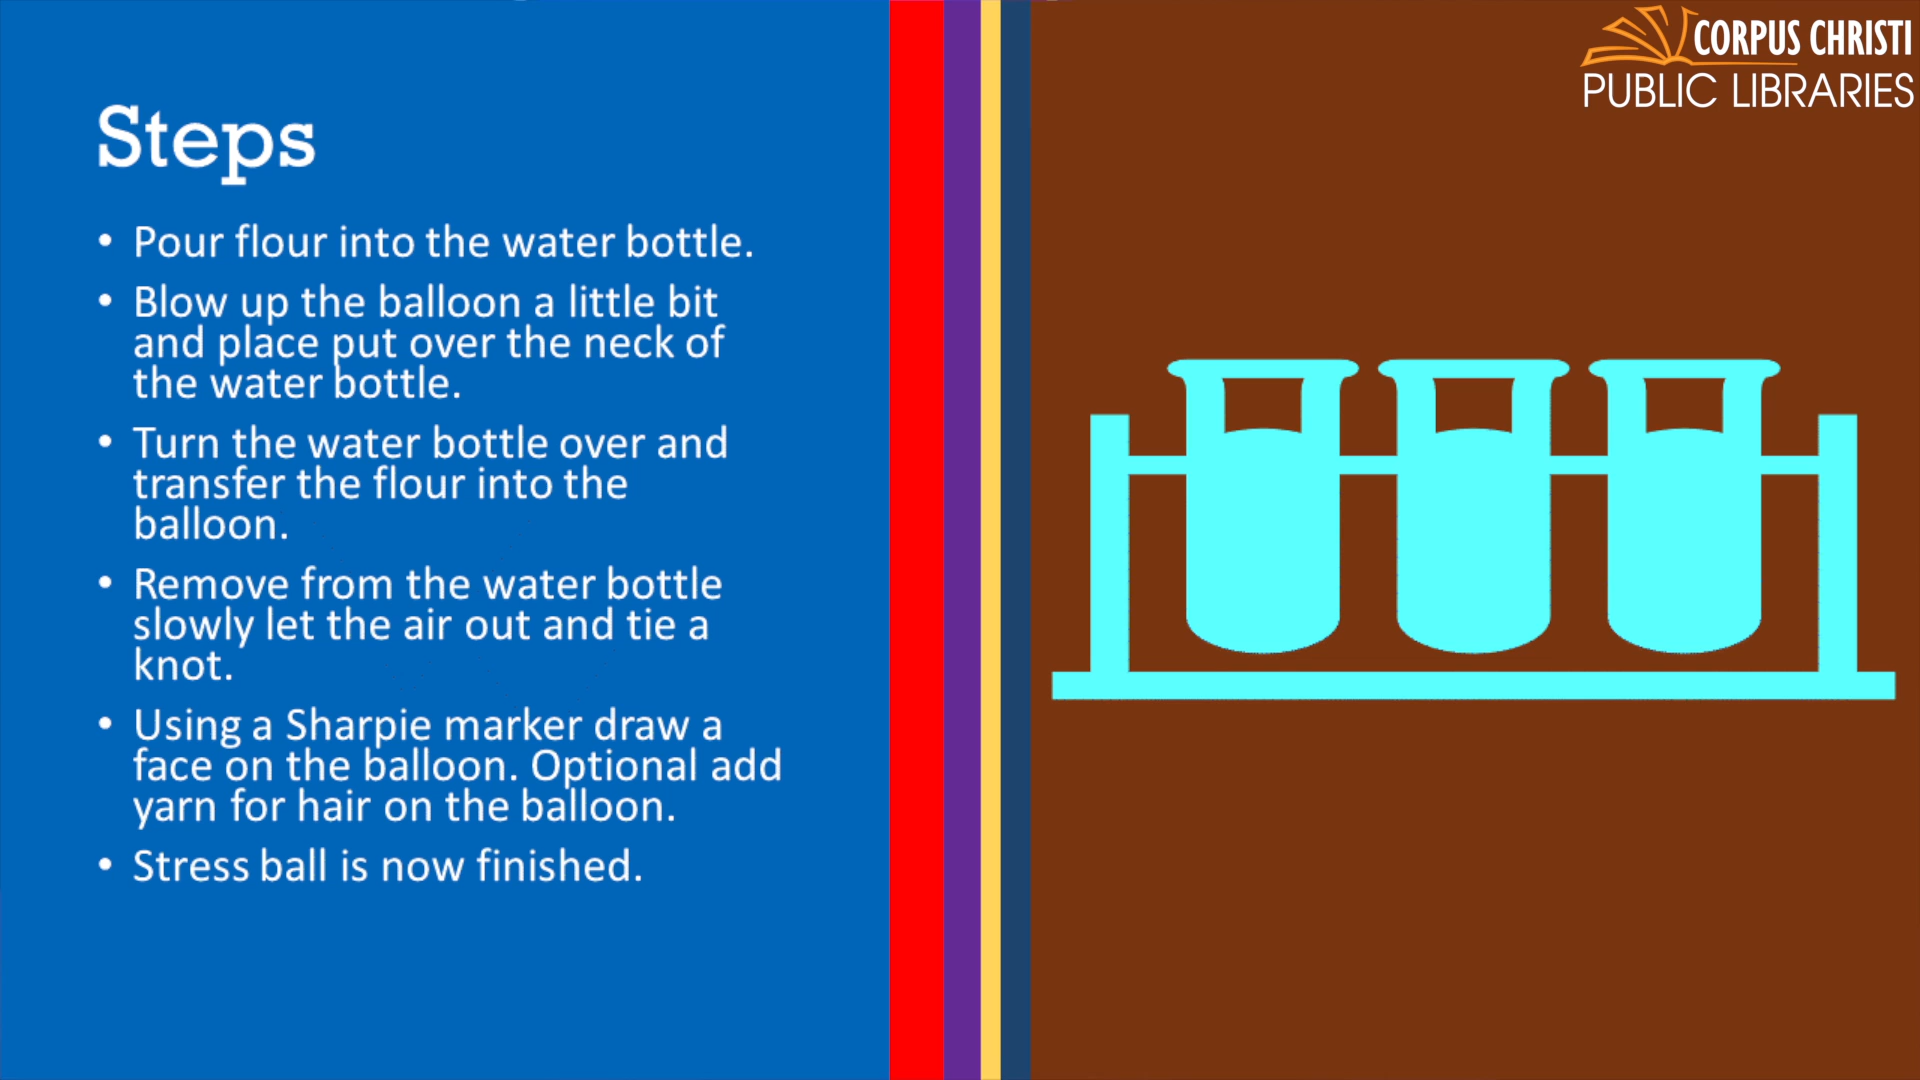 CORPUS CHRISTI
PUBLIC LIBRARIES
Steps
• Pour flour into the water bottle.
• Blow up the balloon a little bit
and place put over the neck of
the water bottle.
• Turn the water bottle over and
transfer the flour into the
balloon.
• Remove from the water bottle
slowly let the air out and tie a
knot.
• Using a Sharpie marker draw a
face on the balloon. Optional add
yarn for hair on the balloon.
• Stress ball is now finished.